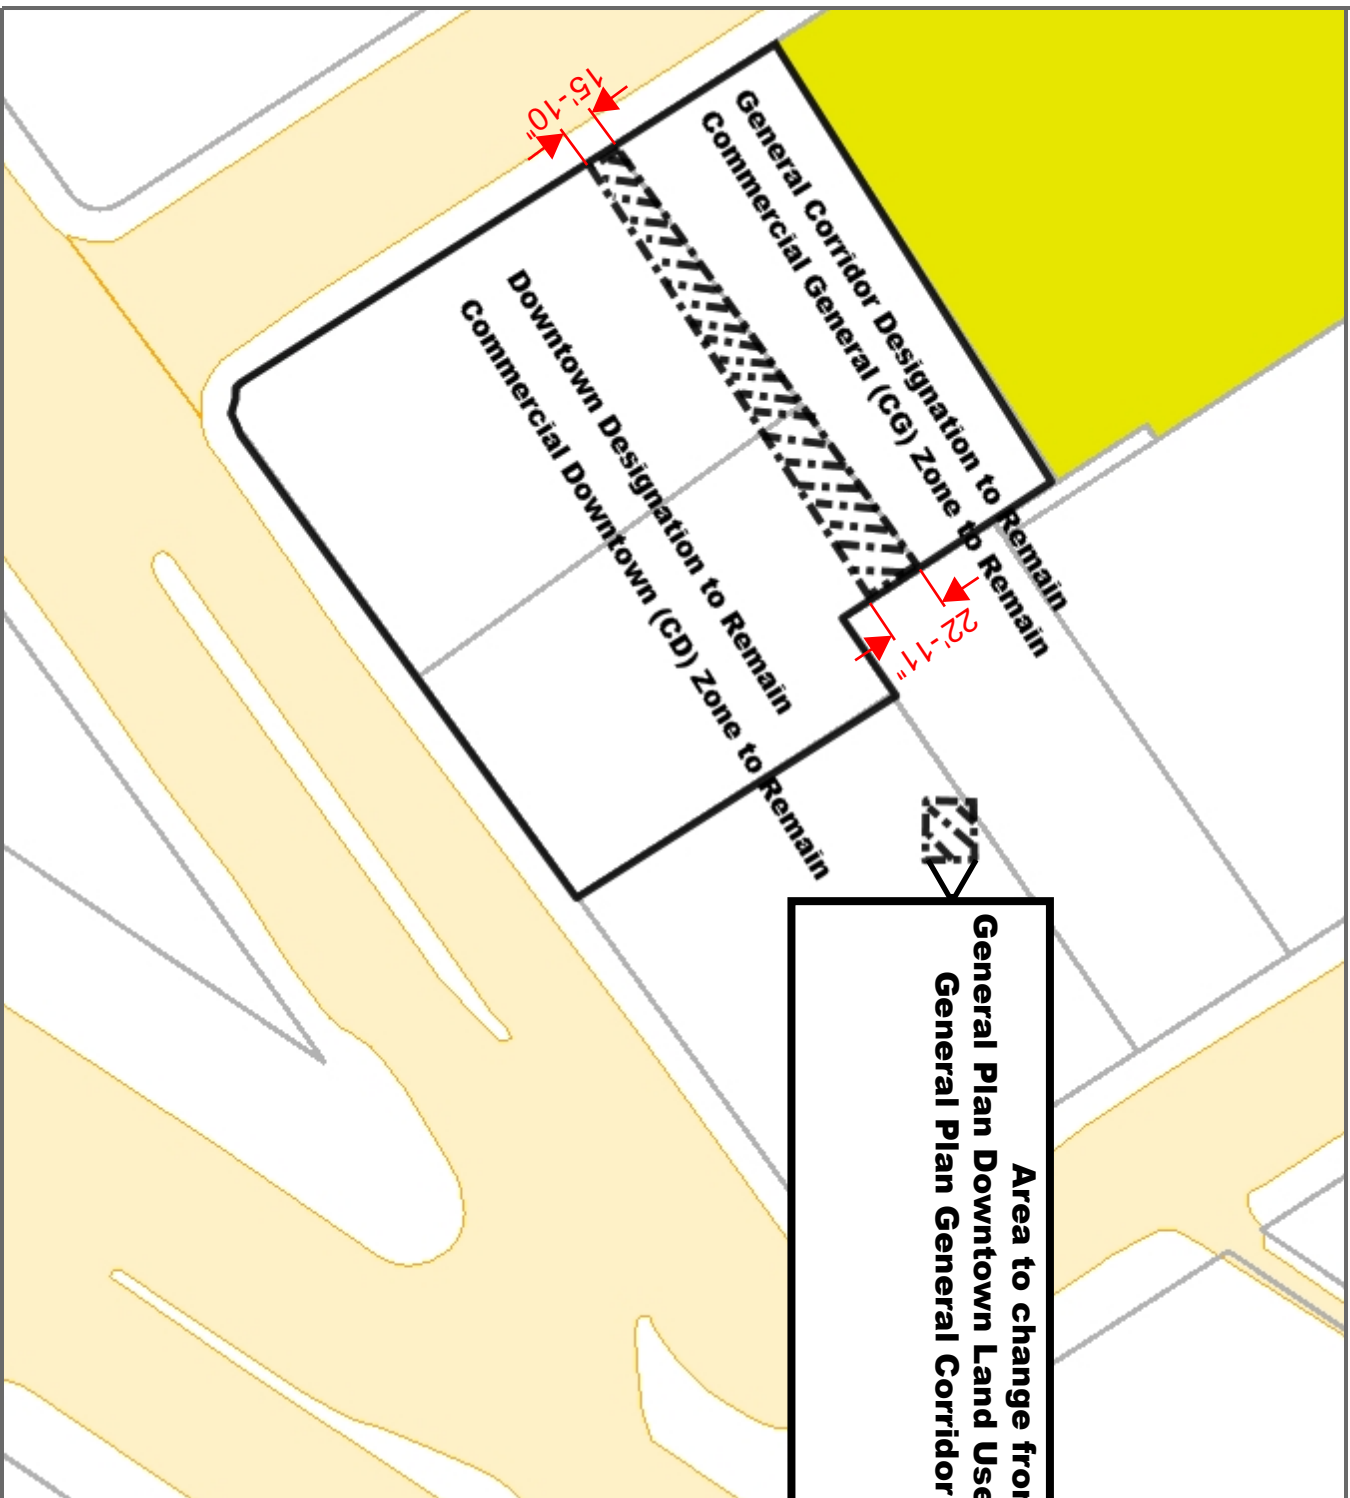 15'-10"
General Corridor Designation to Remain
Commercial General (CG) Zone to Remain
Downtown Designation to Remain
Commercial Downtown (CD) Zone to Remain
22'-11"
Area to change from
General Plan Downtown Land Use
General Plan General Corridor